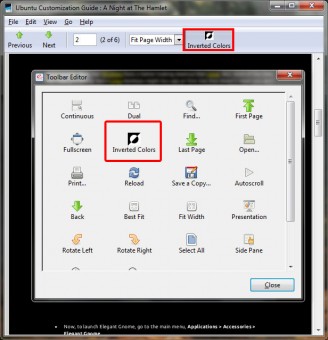 Ubuntu Customization Guide : A Night at The Hamlet
File Edit View Go Help
Previous Next 2 (2 of 6) Fit Page Width Inverted Colors
Toolbar Editor
Continuous Dual Find... First Page
Fullscreen Inverted Colors Last Page Open...
Print... Reload Save a Copy... Autoscroll
Back Best Fit Fit Width Presentation
Rotate Left Rotate Right Select All Side Pane
Close
Now, to launch Elegant Gnome, go to the main menu, Applications » Accessories »
Elegant Gnome.